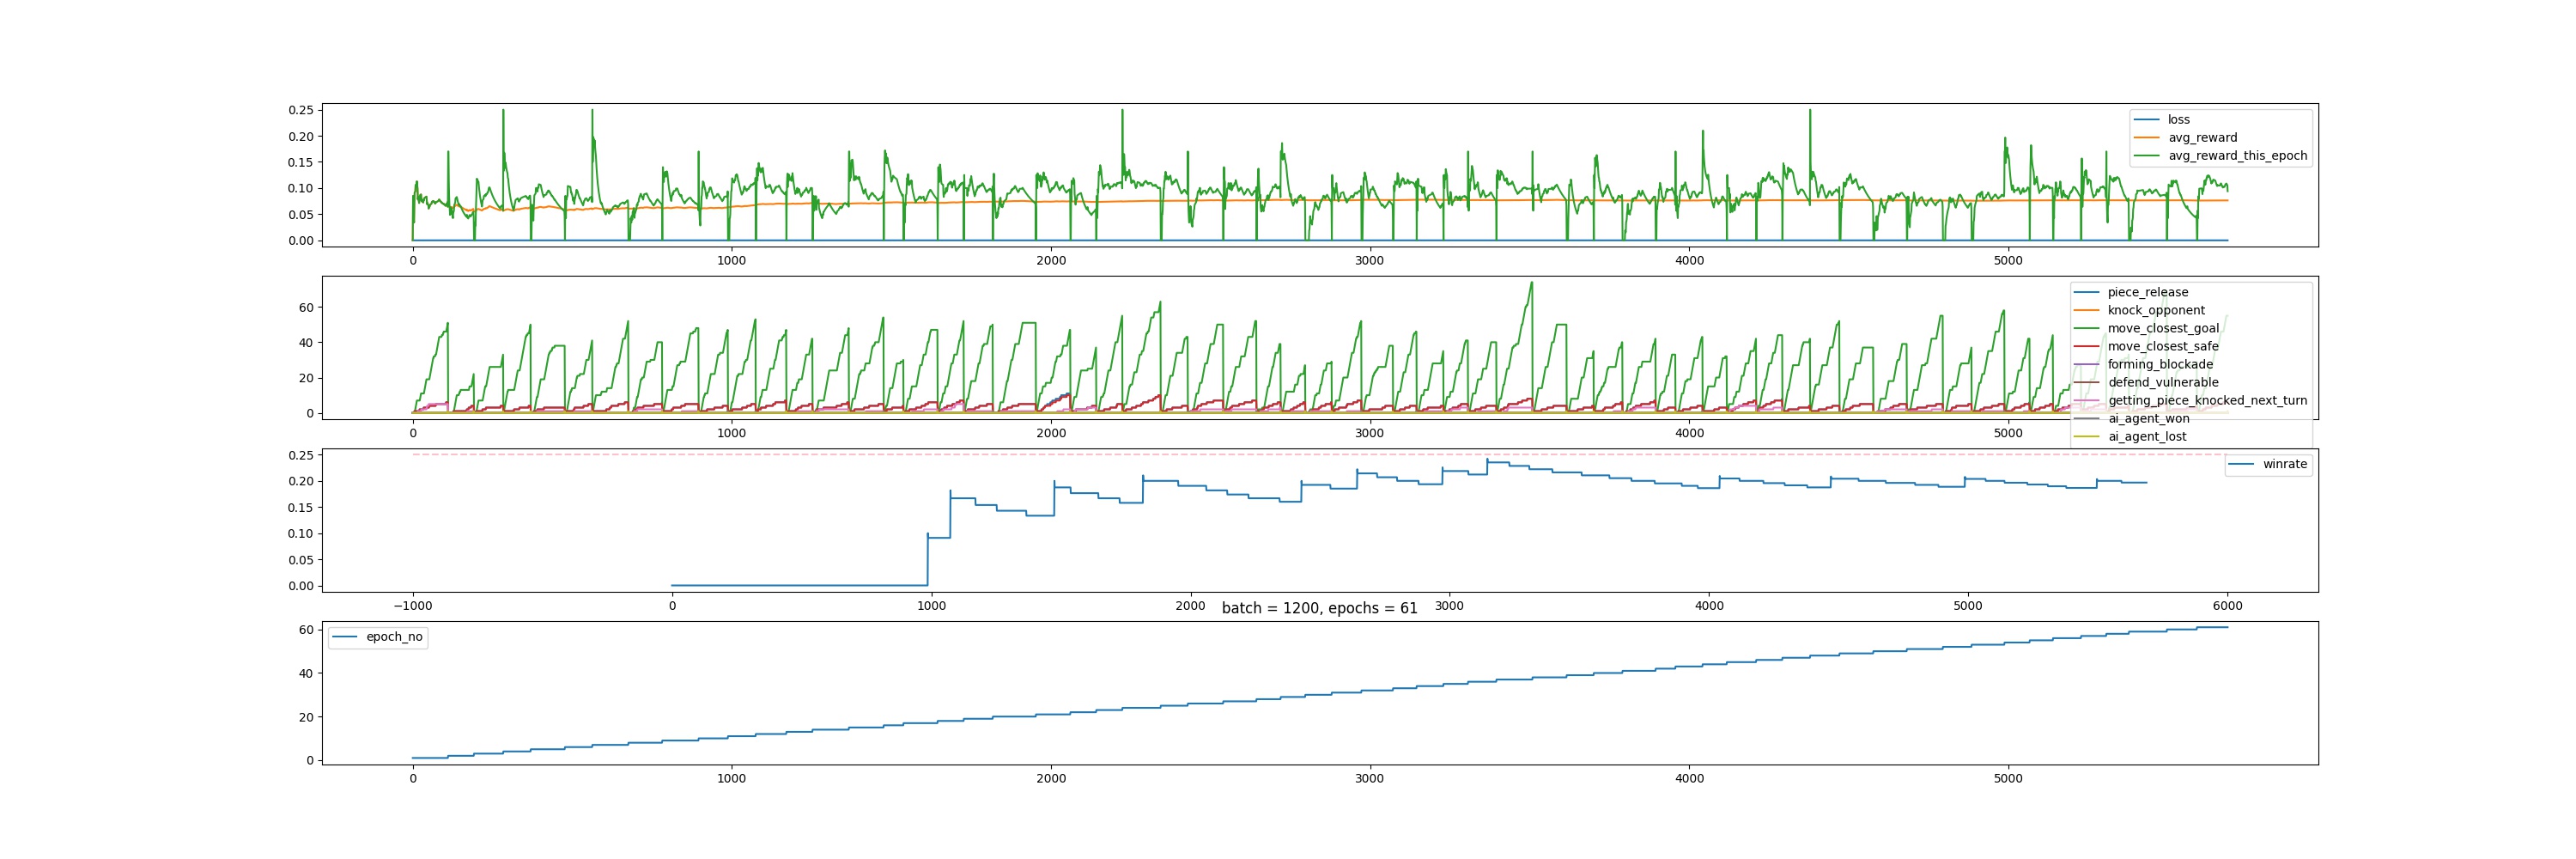 0.25
0.20
0.15
0.10
0.05
0.00
loss
avg_reward
avg_reward_this_epoch
0 1000 2000 3000 4000 5000
60
40
20
0
piece_release
knock_opponent
move_closest_goal
move_closest_safe
forming_blockade
defend_vulnerable
getting_piece_knocked_next_turn
ai_agent_won
ai_agent_lost
0 1000 2000 3000 4000 5000
0.25
0.20
0.15
0.10
0.05
0.00
winrate
−1000 0 1000 2000 3000 4000 5000 6000
batch = 1200, epochs = 61
60
40
20
0
epoch_no
0 1000 2000 3000 4000 5000